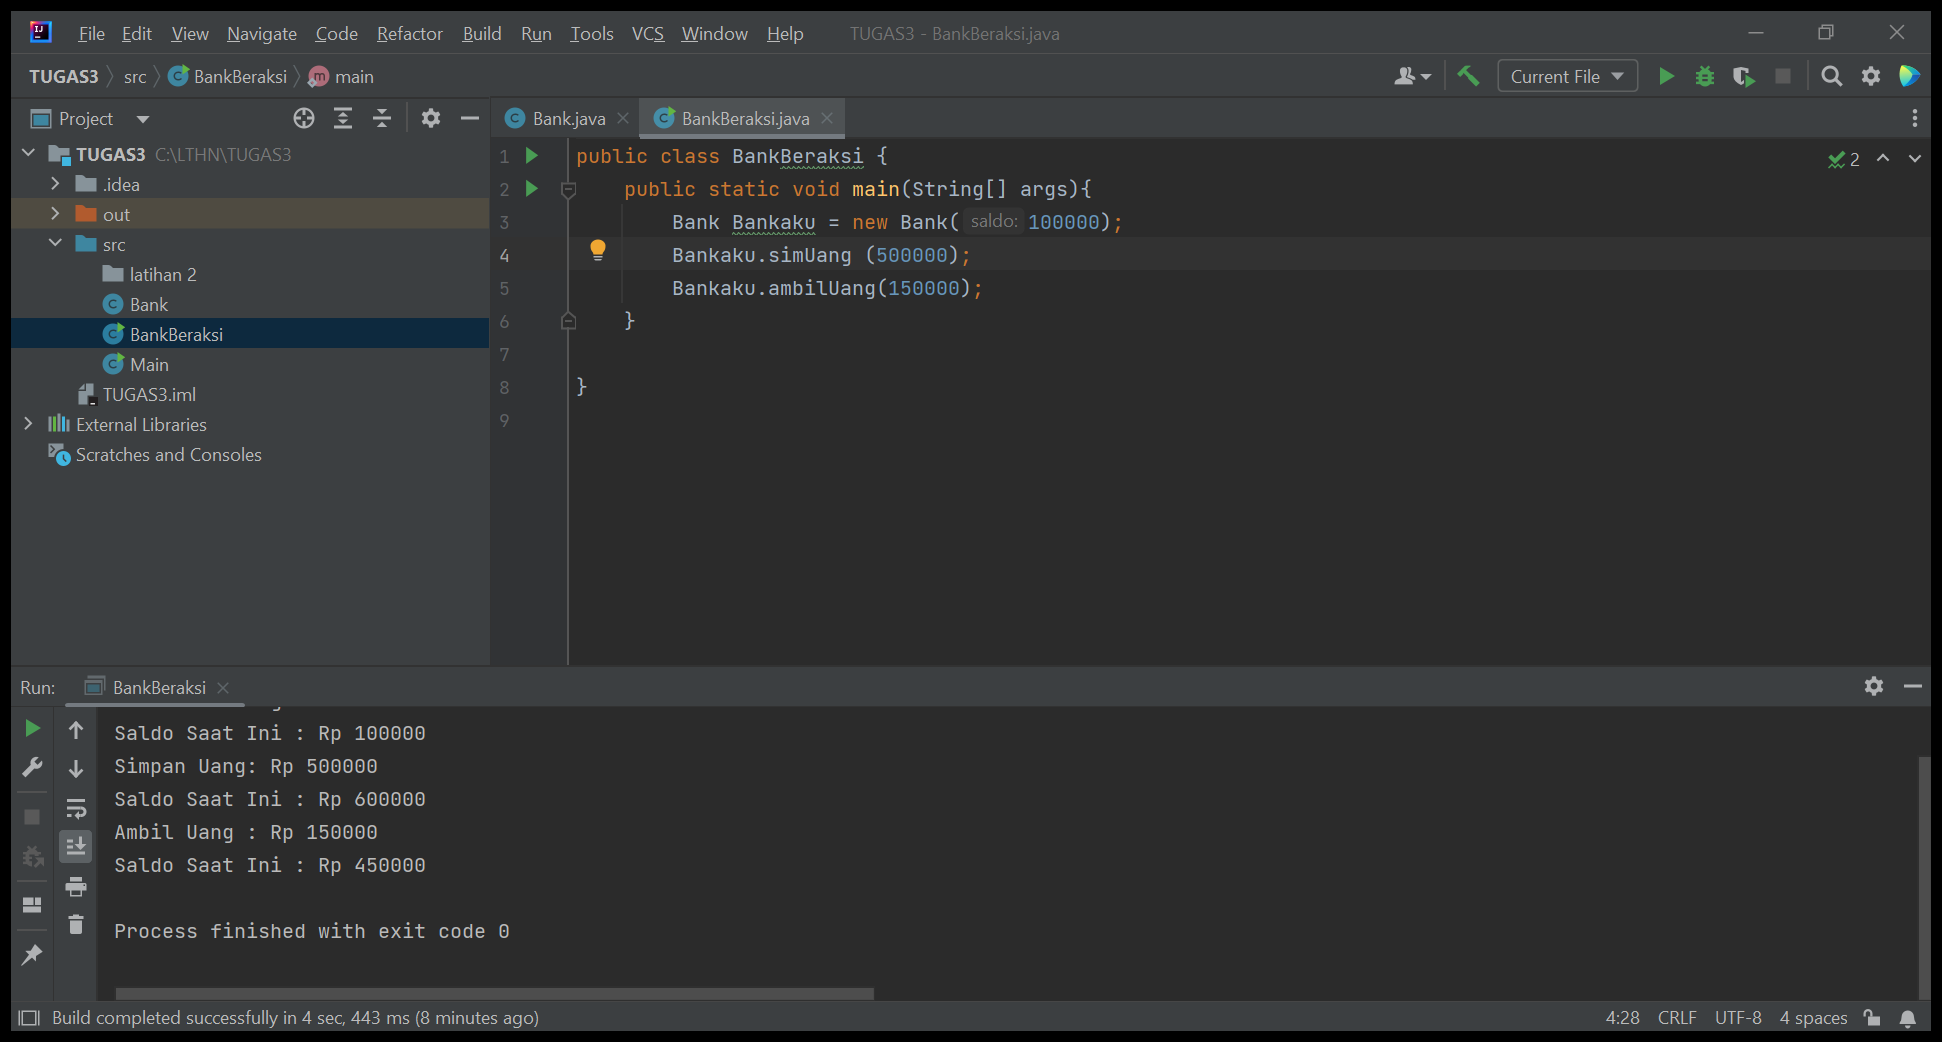 File Edit View Navigate Code Refactor Build Run Tools VCS Window Help TUGAS3 - BankBeraksi.java
TUGAS3 src BankBeraksi main
Current File
Project
Bank.java
BankBeraksi.java
TUGAS3 C:\LTHN\TUGAS3
.idea
out
src
latihan 2
Bank
BankBeraksi
Main
TUGAS3.iml
External Libraries
Scratches and Consoles
2
1 public class BankBeraksi {
2 public static void main(String[] args){
3 Bank Bankaku = new Bank( saldo: 100000);
4 Bankaku.simUang (500000);
5 Bankaku.ambilUang(150000);
6 }
7
8 }
9
Run: BankBeraksi
Saldo Saat Ini : Rp 100000
Simpan Uang: Rp 500000
Saldo Saat Ini : Rp 600000
Ambil Uang : Rp 150000
Saldo Saat Ini : Rp 450000
Process finished with exit code 0
Build completed successfully in 4 sec, 443 ms (8 minutes ago)
4:28 CRLF UTF-8 4 spaces